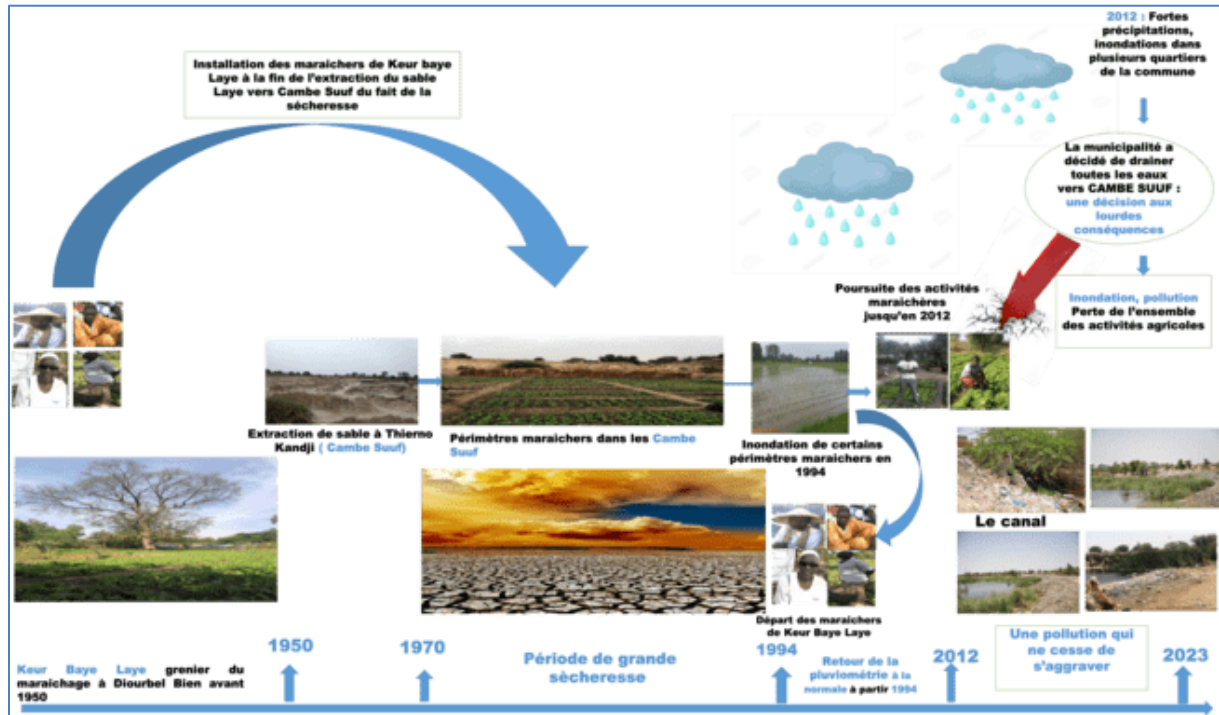 Installation des maraichers de Keur baye
Laye à la fin de l'extraction du sable
Laye vers Cambe Suuf du fait de la
sécheresse
2012 : Fortes
précipitations,
inondations dans
plusieurs quartiers
de la commune
La municipalité a
décidé de drainer
toutes les eaux
vers CAMBE SUUF :
une décision aux
lourdes
conséquences
Inondation, pollution
Perte de l'ensemble
des activités agricoles
Poursuite des activités
maraichères
jusqu'en 2012
Extraction de sable à Thierno
Kandji ( Cambe Suuf)
Périmètres maraichers dans les Cambe
Suuf
Inondation de certains
périmètres maraichers en
1994
Départ des maraichers
de Keur Baye Laye
Le canal
Keur Baye Laye grenier du
maraichage à Diourbel Bien avant
1950
1950
1970
Période de grande
sècheresse
1994
Retour de la
pluviométrie à la
normale à partir 1994
2012
Une pollution qui
ne cesse de
s'aggraver
2023